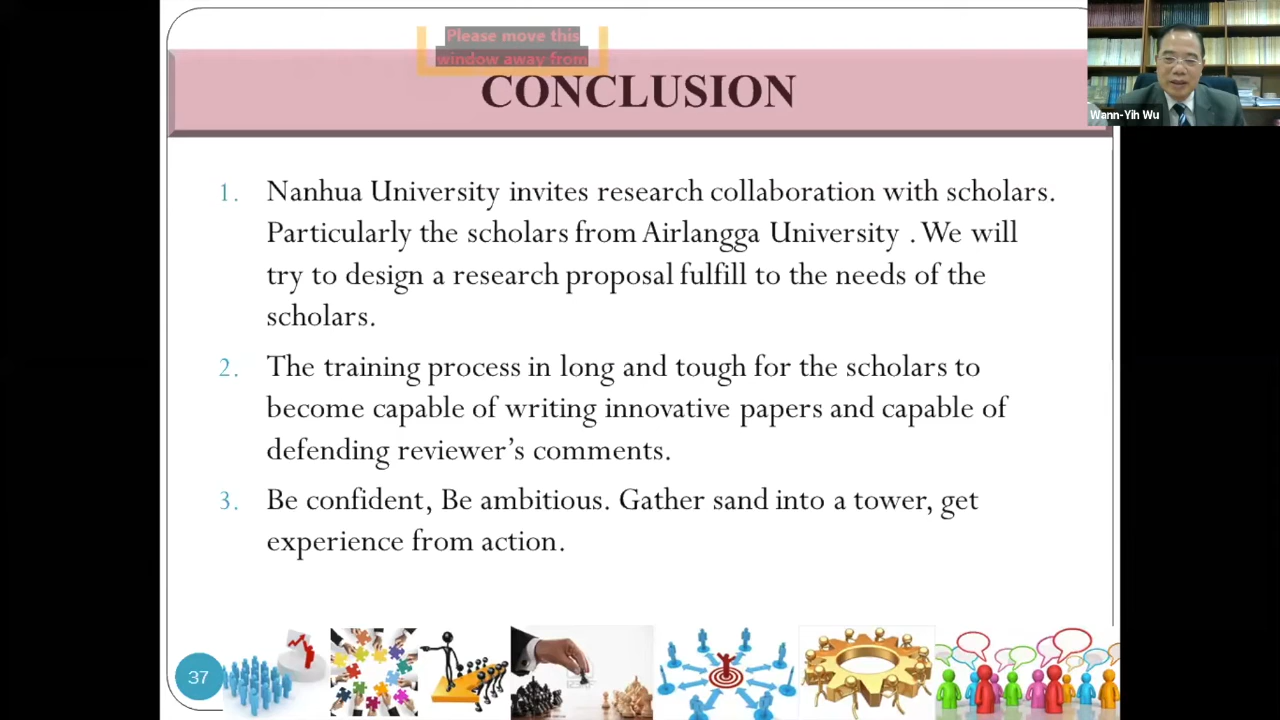 Please move this
window away from
CONCLUSION
Wann-Yih Wu
1. Nanhua University invites research collaboration with scholars.
Particularly the scholars from Airlangga University . We will
try to design a research proposal fulfill to the needs of the
scholars.
2. The training process in long and tough for the scholars to
become capable of writing innovative papers and capable of
defending reviewer’s comments.
3. Be confident, Be ambitious. Gather sand into a tower, get
experience from action.
37